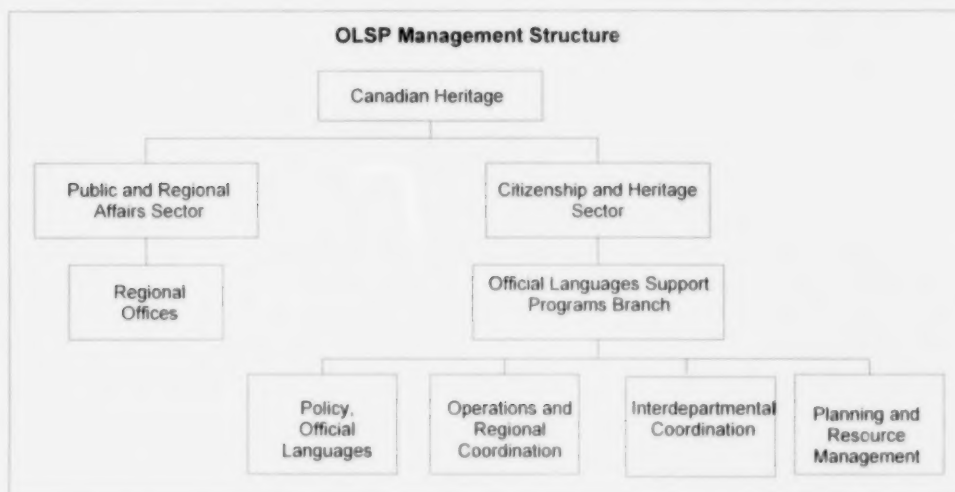 OLSP Management Structure
Canadian Heritage
Public and Regional
Affairs Sector
Citizenship and Heritage
Sector
Regional
Offices
Official Languages Support
Programs Branch
Policy,
Official
Languages
Operations and
Regional
Coordination
Interdepartmental
Coordination
Planning and
Resource
Management